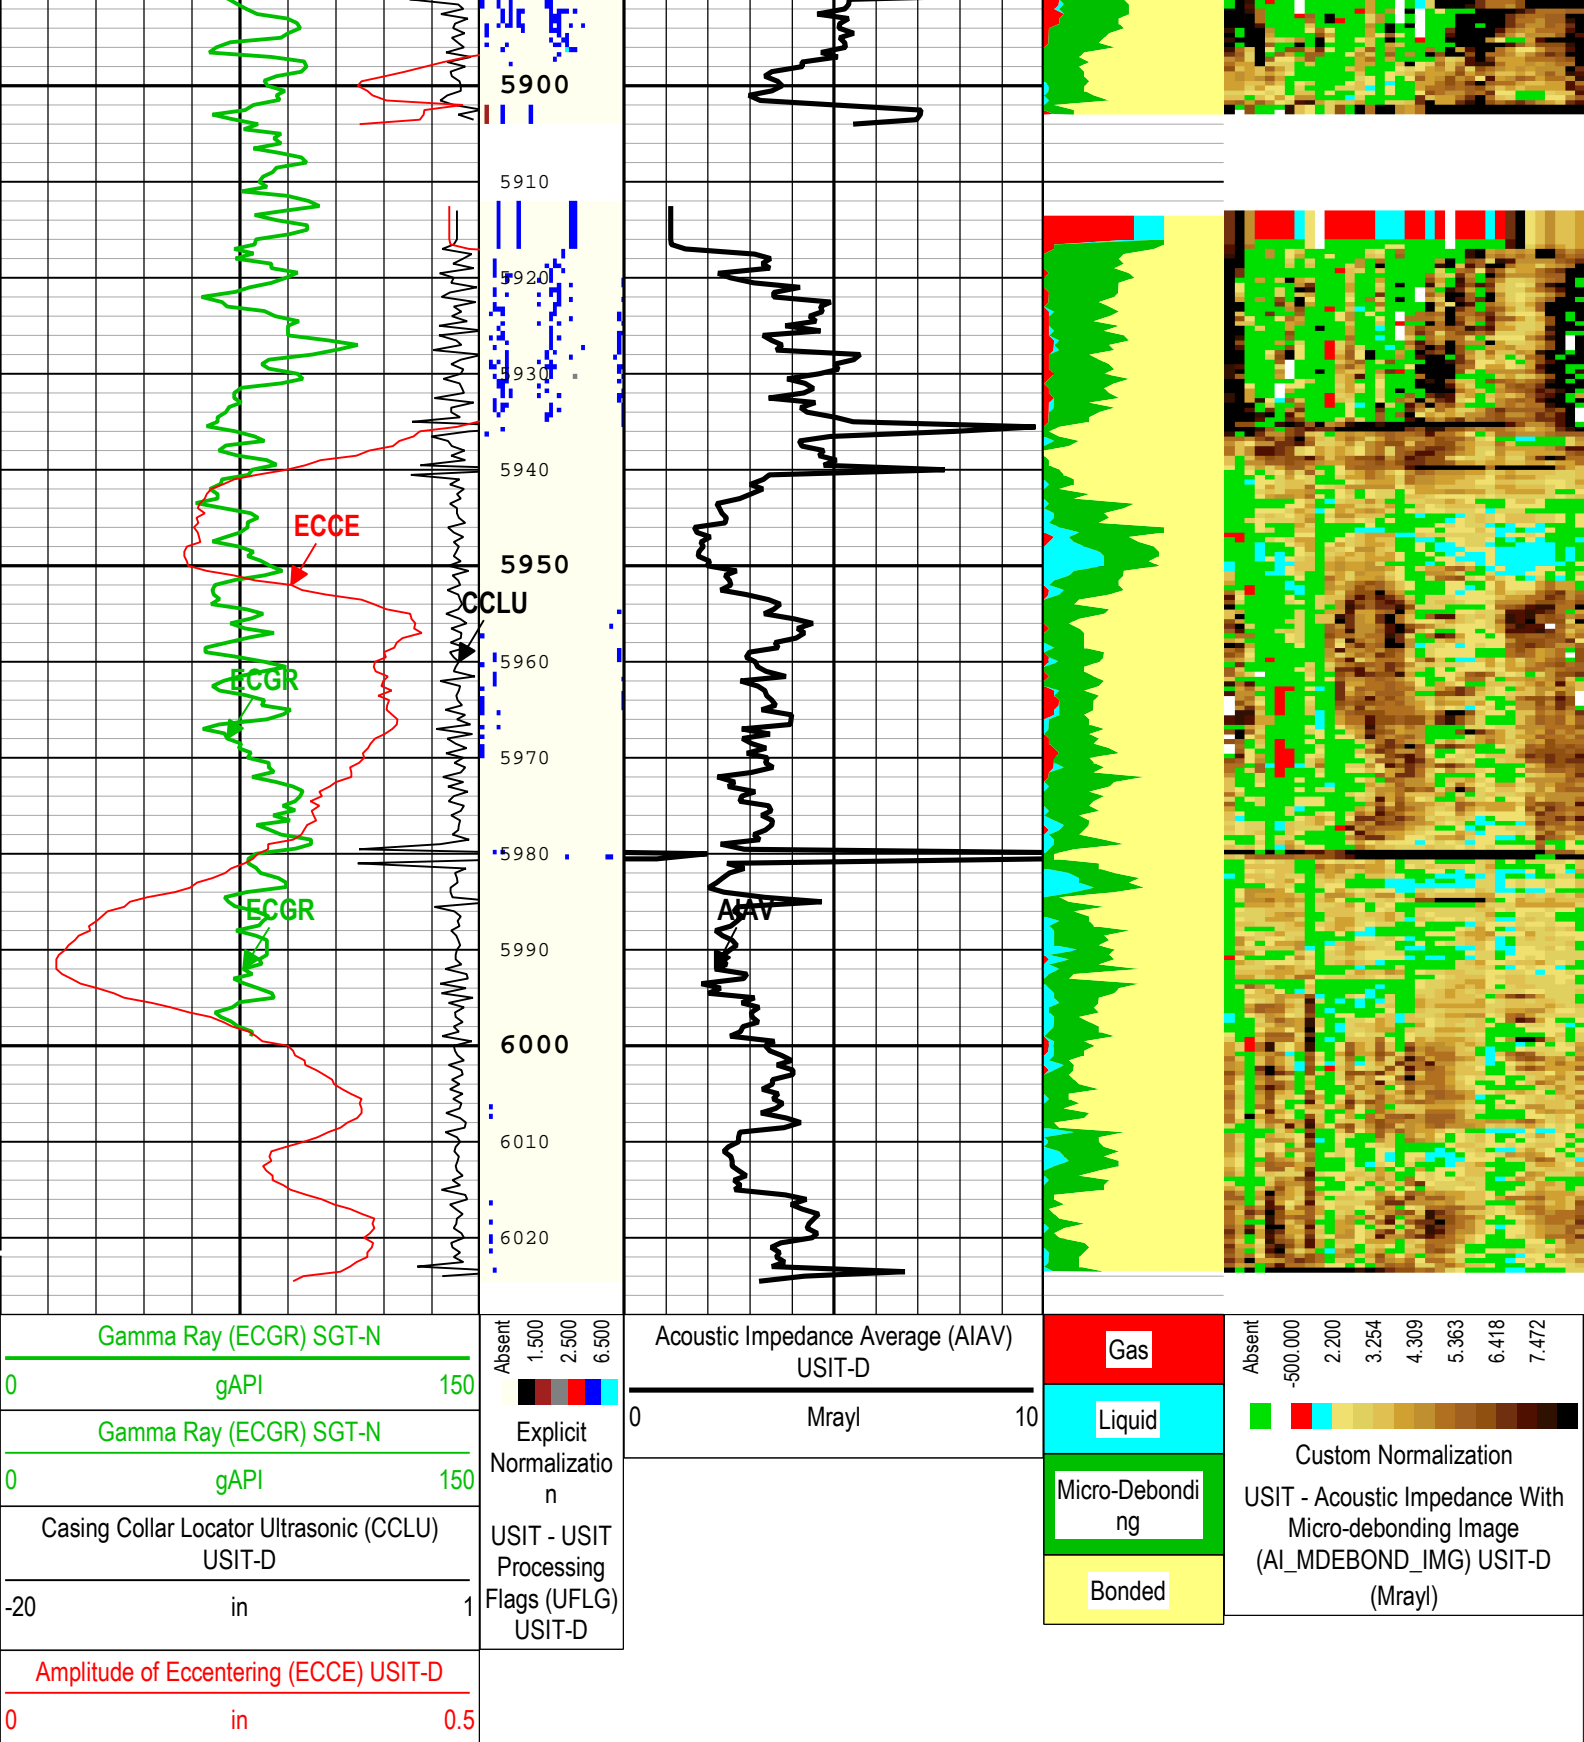 5900
5910
5920
5930
5940
ECCE
5950
CCLU
5960
ECGR
5970
5980
ECGR
AIAV
5990
6000
6010
6020
Gamma Ray (ECGR) SGT-N
0 gAPI 150
Gamma Ray (ECGR) SGT-N
0 gAPI 150
Casing Collar Locator Ultrasonic (CCLU)
USIT-D
-20 in 1
Amplitude of Eccentering (ECCE) USIT-D
0 in 0.5
Absent
1.500
2.500
6.500
Explicit
Normalizatio
n
USIT - USIT
Processing
Flags (UFLG)
USIT-D
Acoustic Impedance Average (AIAV)
USIT-D
0 Mrayl 10
Gas
Liquid
Micro-Debondi
ng
Bonded
Absent
-500.000
2.200
3.254
4.309
5.363
6.418
7.472
Custom Normalization
USIT - Acoustic Impedance With
Micro-debonding Image
(AI_MDEBOND_IMG) USIT-D
(Mrayl)